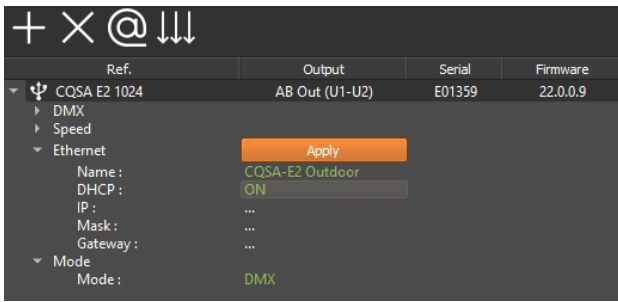 Ref. Output Serial Firmware
CQSA E2 1024 AB Out (U1-U2) E01359 22.0.0.9
DMX
Speed
Ethernet Apply
Name : CQSA-E2 Outdoor
DHCP : ON
IP : ...
Mask : ...
Gateway : ...
Mode
Mode : DMX